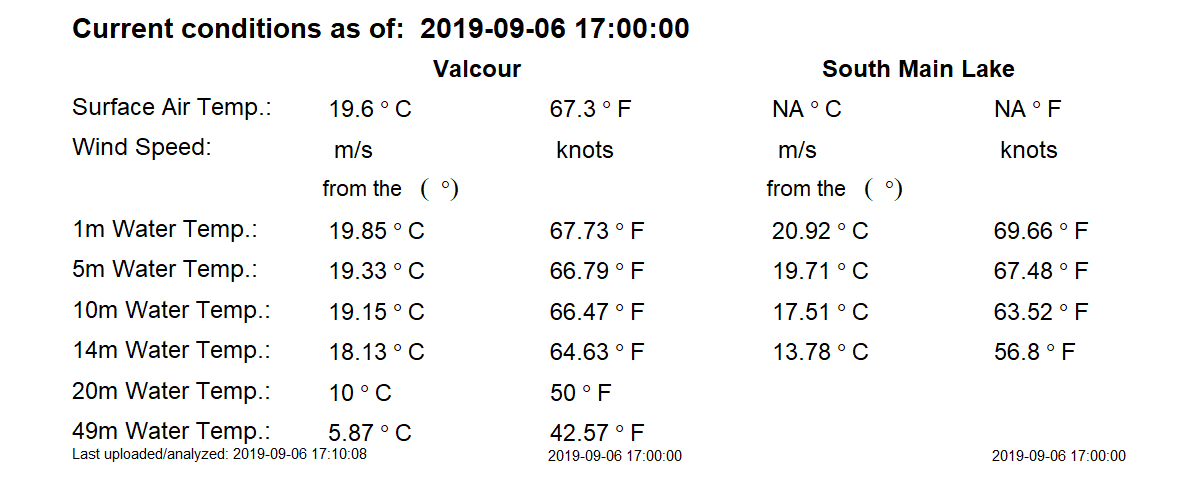 Current conditions as of: 2019-09-06 17:00:00
Valcour South Main Lake
Surface Air Temp.: 19.6 ° C 67.3 ° F NA ° C NA ° F
Wind Speed: m/s knots m/s knots
from the ( °) from the ( °)
1m Water Temp.: 19.85 ° C 67.73 ° F 20.92 ° C 69.66 ° F
5m Water Temp.: 19.33 ° C 66.79 ° F 19.71 ° C 67.48 ° F
10m Water Temp.: 19.15 ° C 66.47 ° F 17.51 ° C 63.52 ° F
14m Water Temp.: 18.13 ° C 64.63 ° F 13.78 ° C 56.8 ° F
20m Water Temp.: 10 ° C 50 ° F
49m Water Temp.: 5.87 ° C 42.57 ° F
Last uploaded/analyzed: 2019-09-06 17:10:08 2019-09-06 17:00:00 2019-09-06 17:00:00